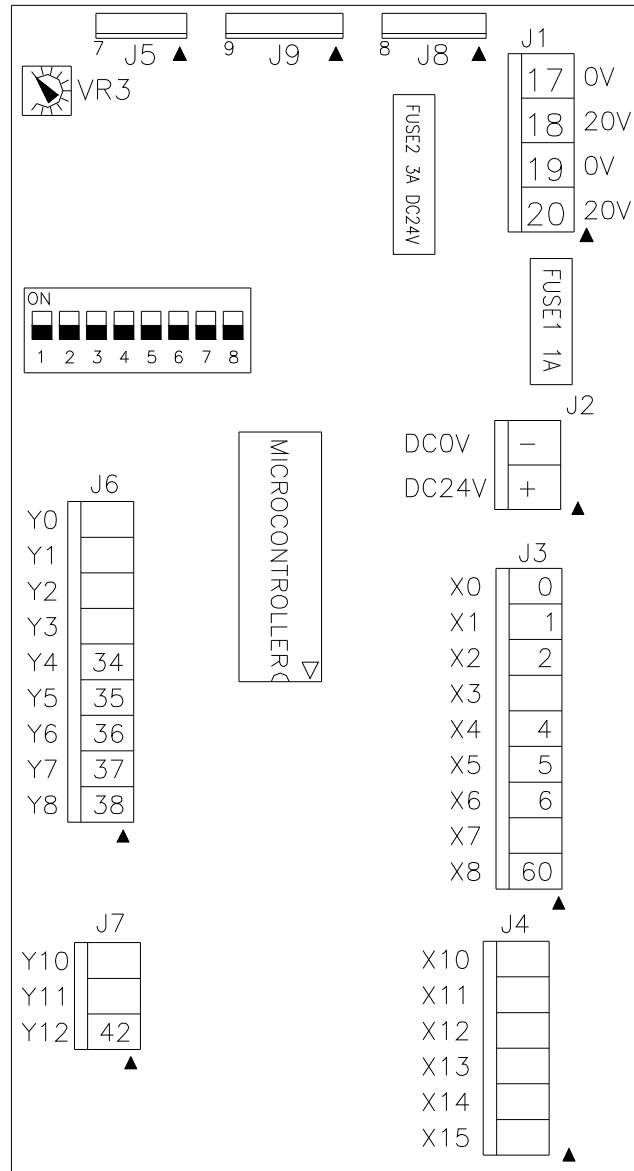 7 J5
9 J9
8 J8
J1
17 0V
18 20V
19 0V
20 20V
VR3
FUSE2 3A DC24V
FUSE1 1A
ON
1 2 3 4 5 6 7 8
J2
DC0V -
DC24V +
MICROCONTROLLER
J6
Y0
Y1
Y2
Y3
Y4 34
Y5 35
Y6 36
Y7 37
Y8 38
J3
X0 0
X1 1
X2 2
X3
X4 4
X5 5
X6 6
X7
X8 60
J7
Y10
Y11
Y12 42
J4
X10
X11
X12
X13
X14
X15